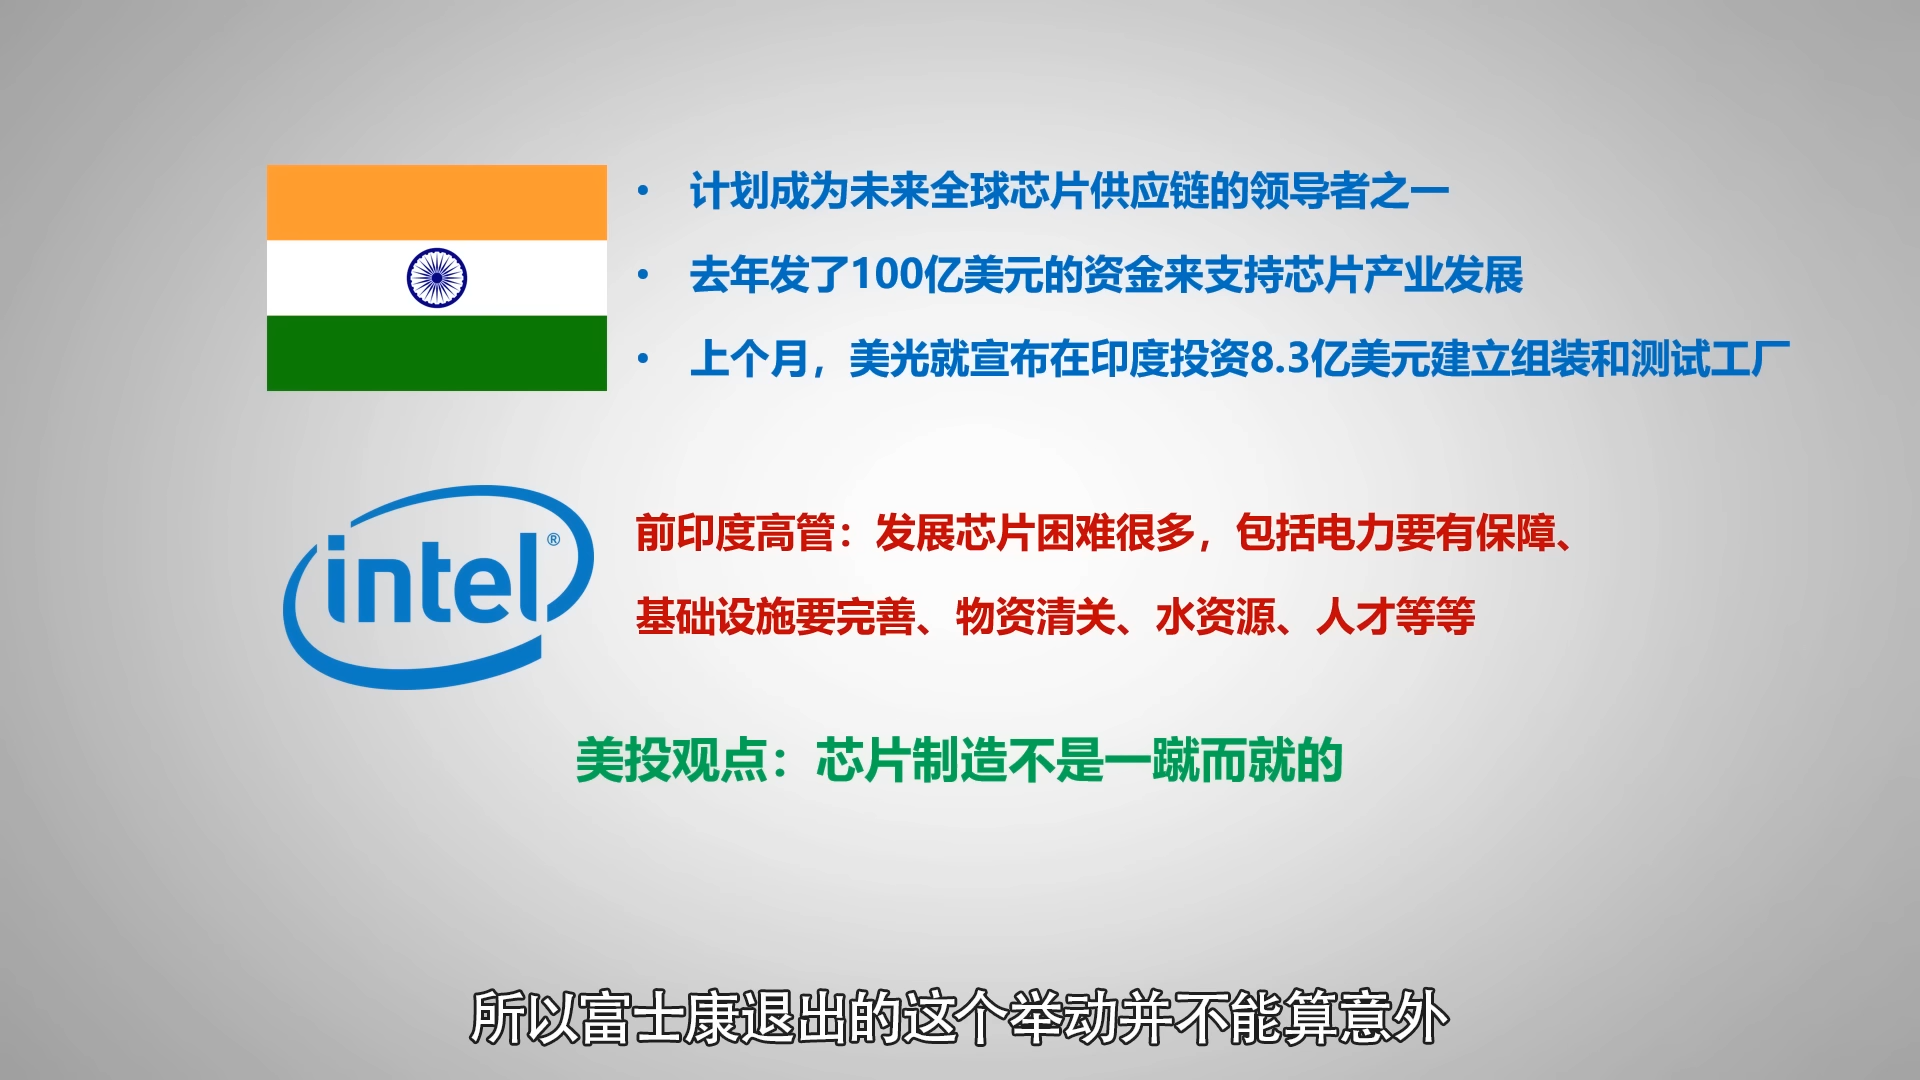 • 计划成为未来全球芯片供应链的领导者之一
• 去年发了100亿美元的资金来支持芯片产业发展
• 上个月，美光就宣布在印度投资8.3亿美元建立组装和测试工厂
intel®
前印度高管：发展芯片困难很多，包括电力要有保障、
基础设施要完善、物资清关、水资源、人才等等
美投观点：芯片制造不是一蹴而就的
所以富士康退出的这个举动并不能算意外